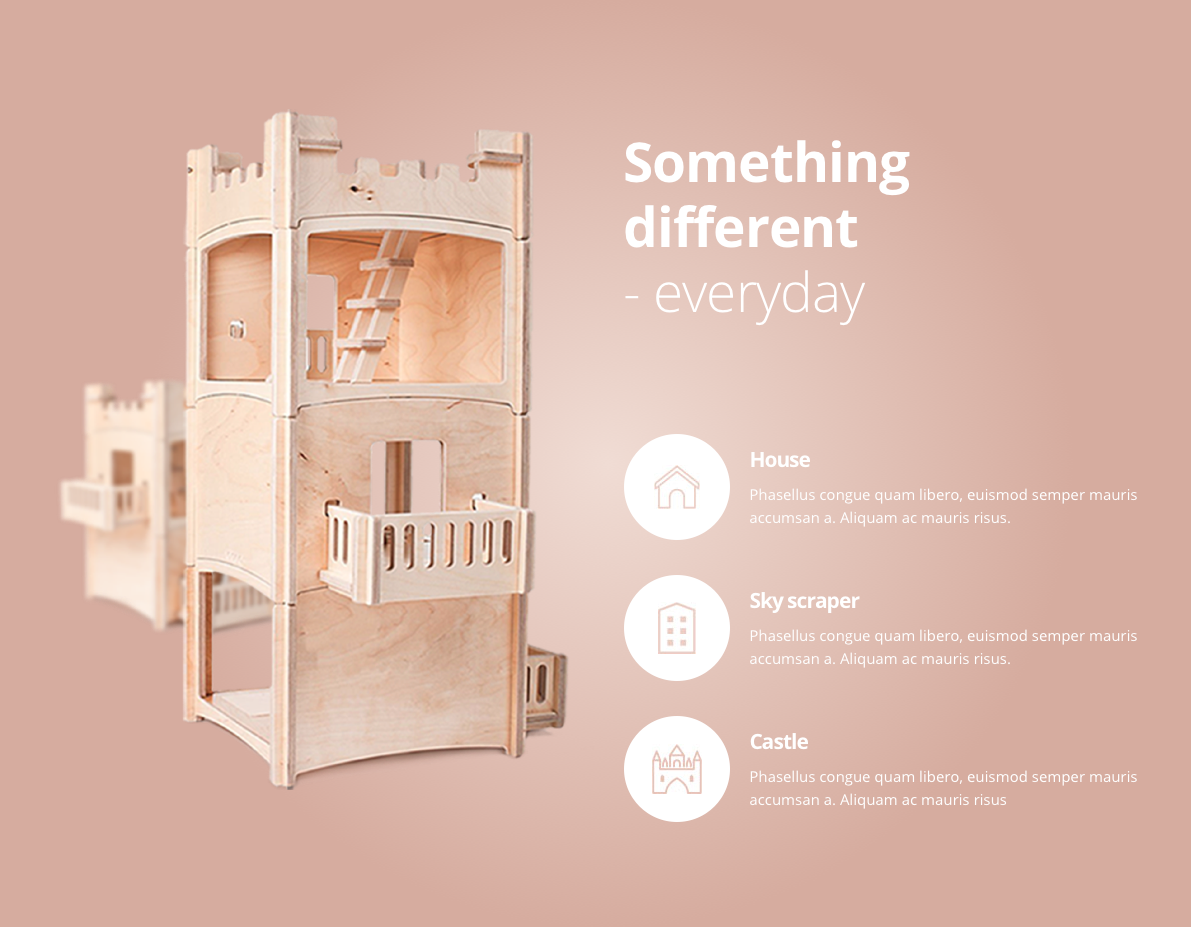 Something
different
- everyday
House
Phasellus congue quam libero, euismod semper mauris
accumsan a. Aliquam ac mauris risus.
Sky scraper
Phasellus congue quam libero, euismod semper mauris
accumsan a. Aliquam ac mauris risus.
Castle
Phasellus congue quam libero, euismod semper mauris
accumsan a. Aliquam ac mauris risus